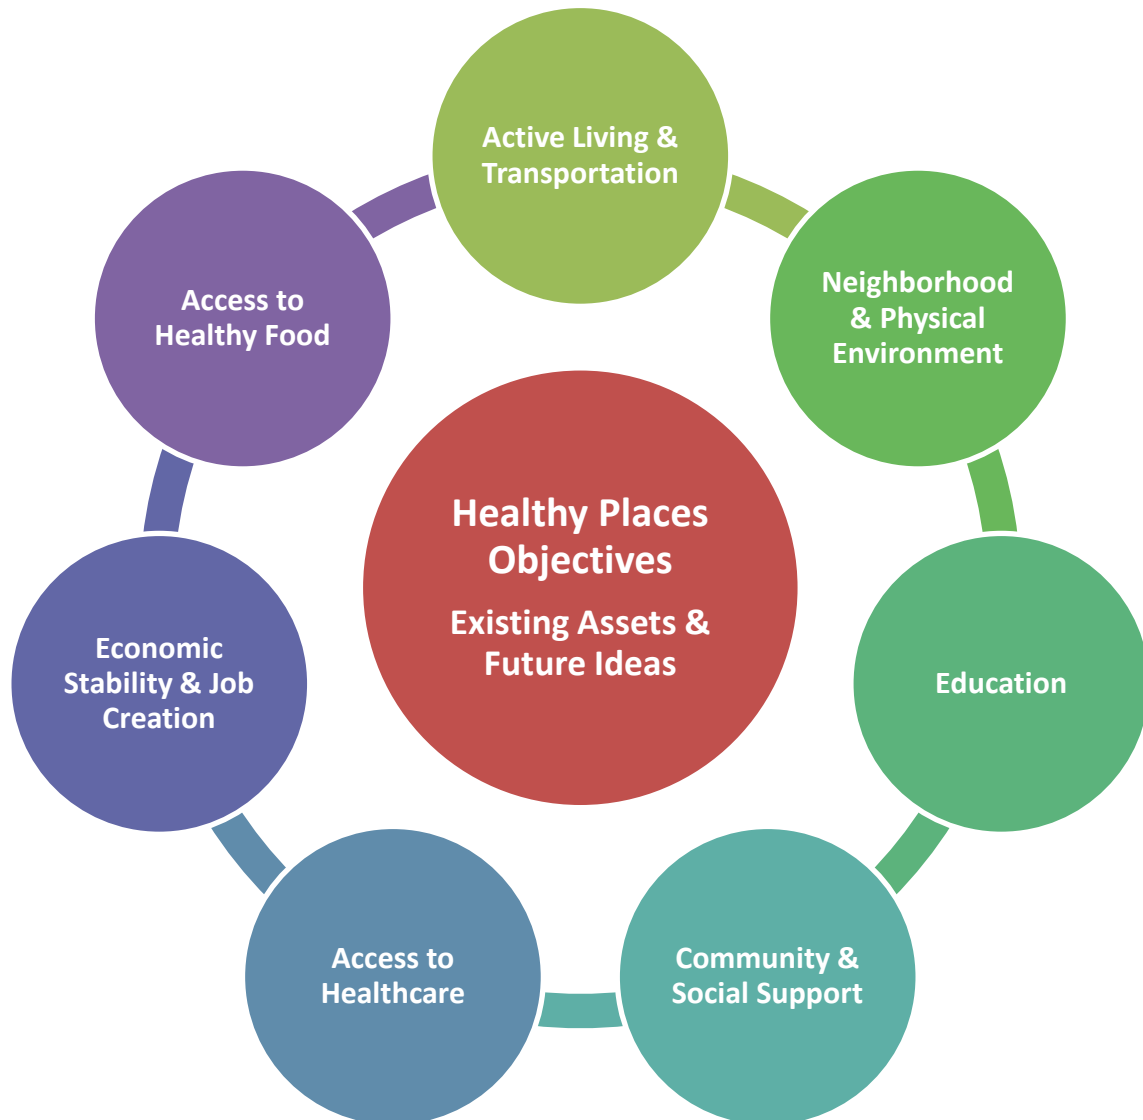 Active Living &
Transportation
Neighborhood
& Physical
Environment
Education
Community &
Social Support
Access to
Healthcare
Economic
Stability & Job
Creation
Access to
Healthy Food
Healthy Places
Objectives
Existing Assets &
Future Ideas